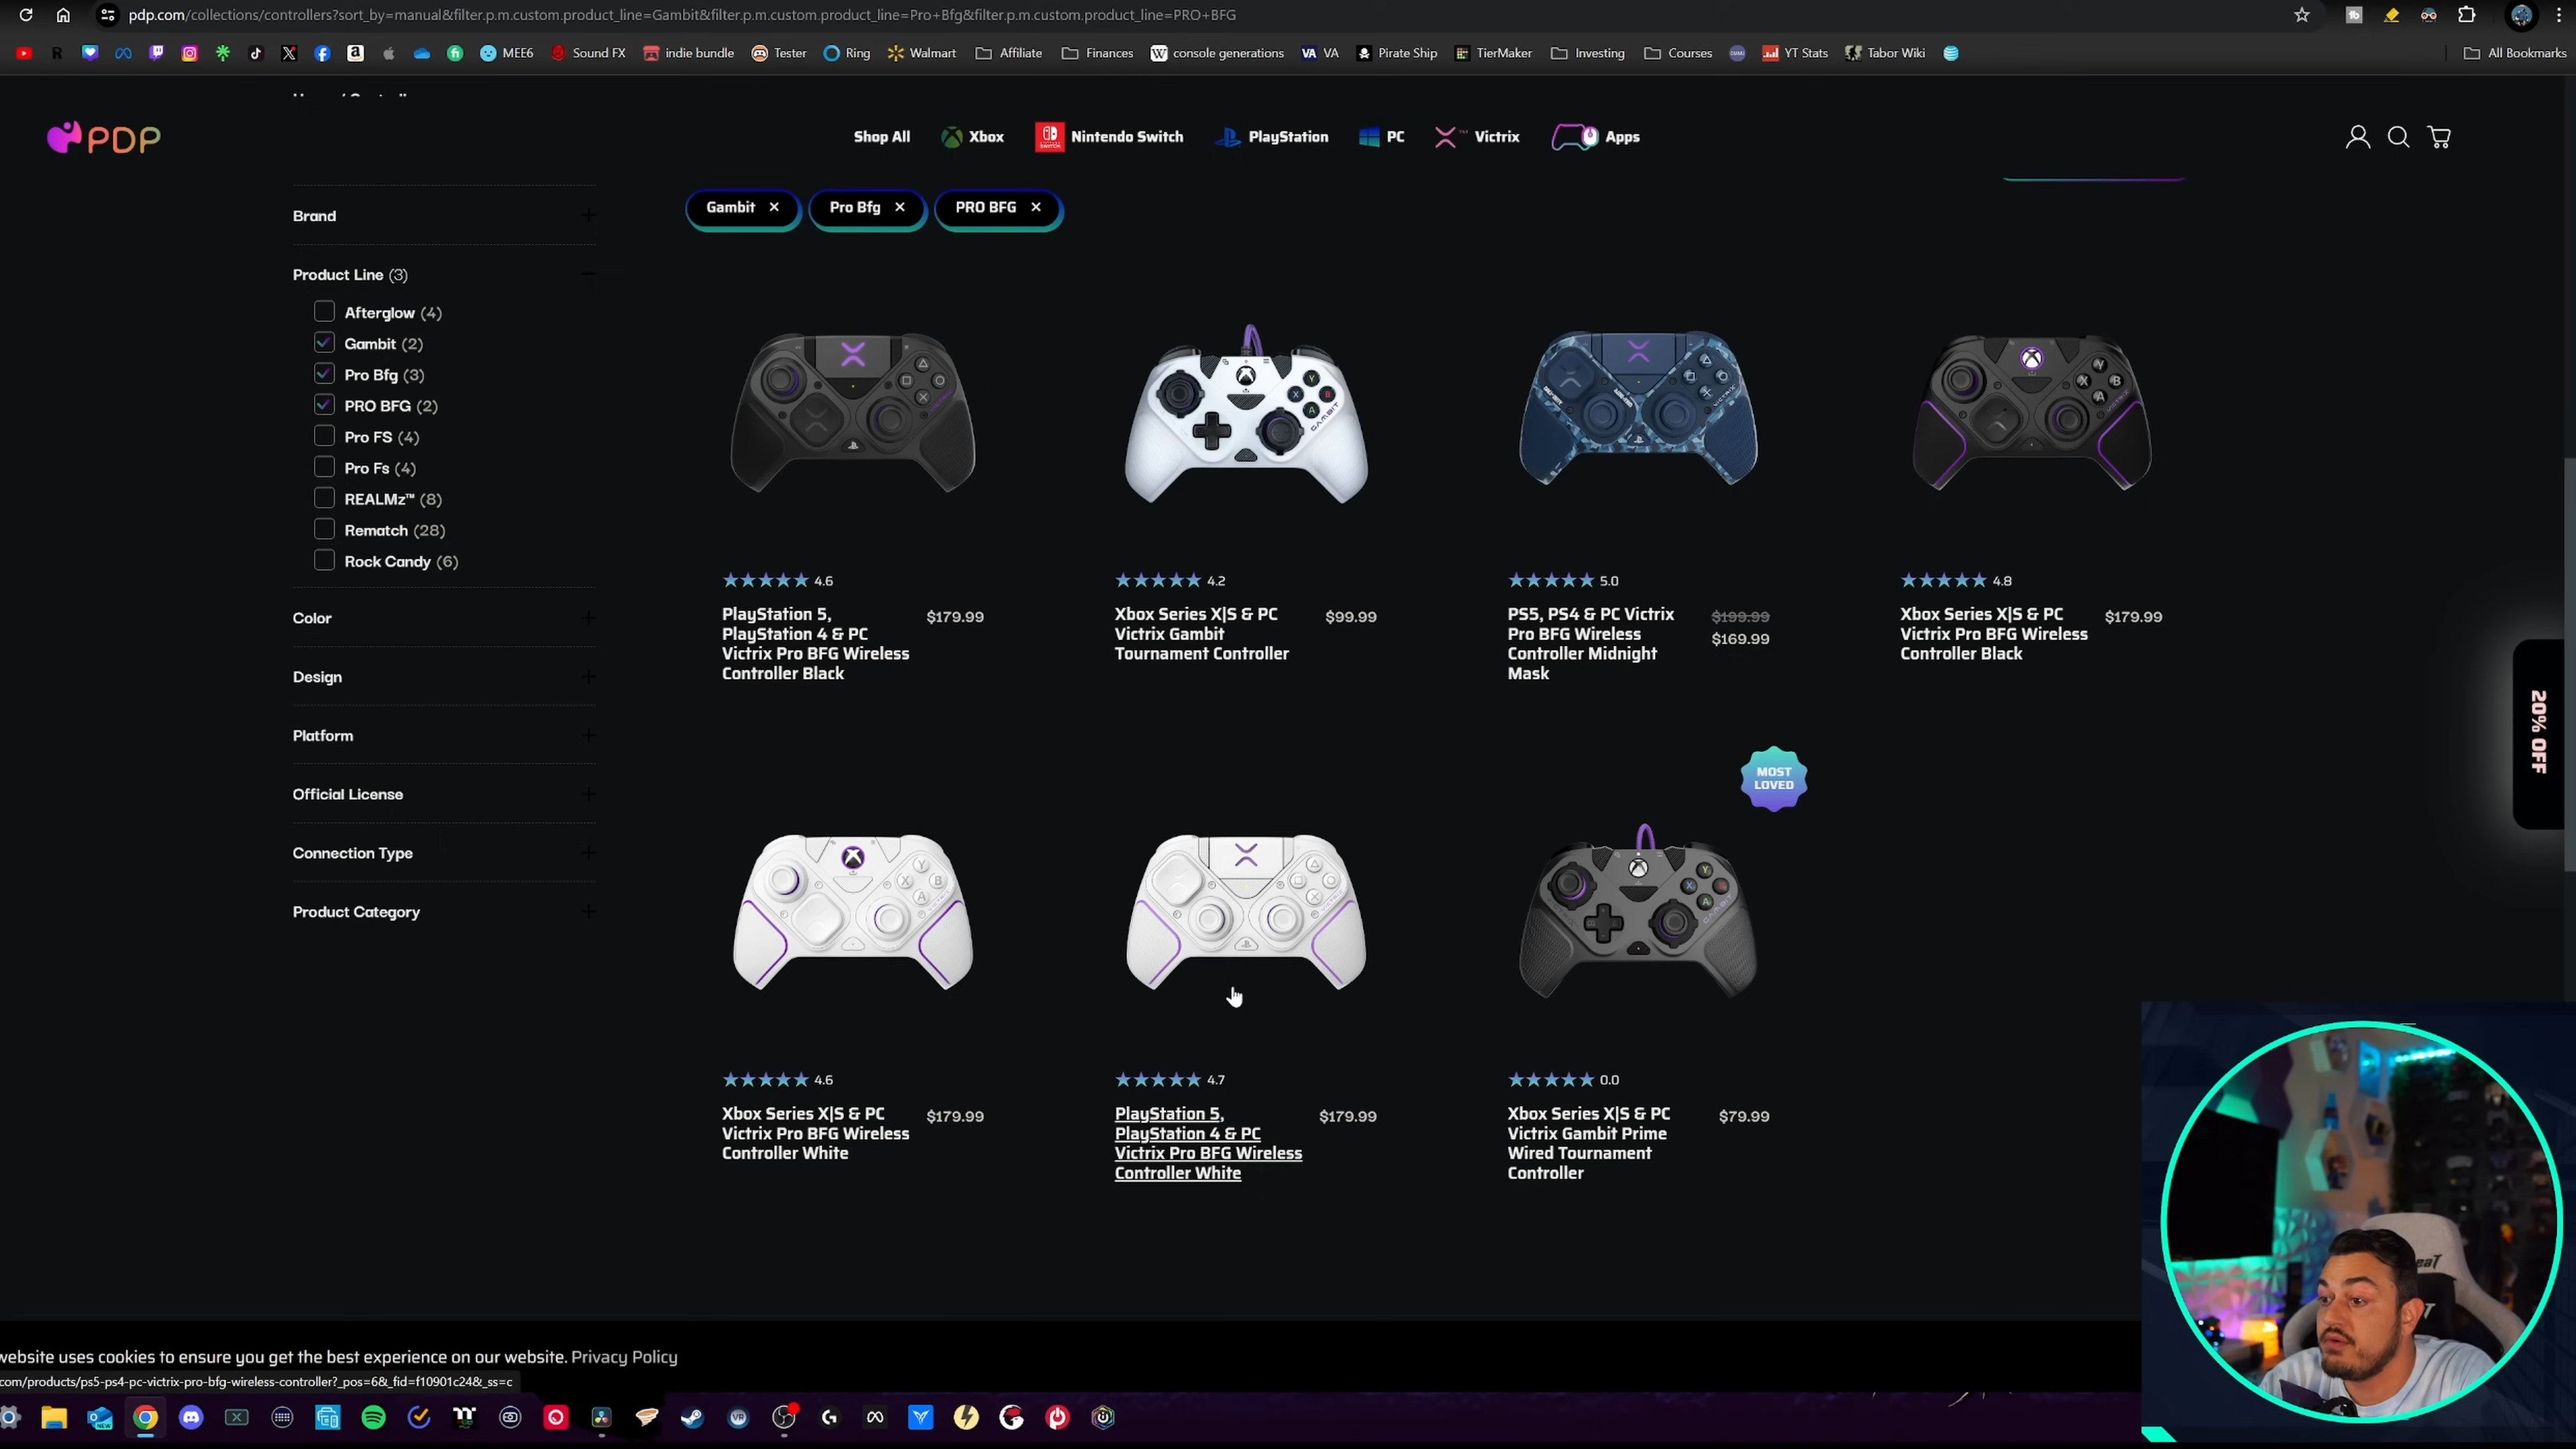 pdp.com/collections/controllers?sort_by=manual&filter.p.m.custom.product_line=Gambit&filter.p.m.custom.product_line=Pro+Bfg&filter.p.m.custom.product_line=PRO+BFG
MEE6 Sound FX indie bundle Tester Ring Walmart Affiliate Finances console generations VA VA Pirate Ship TierMaker Investing Courses YT Stats Tabor Wiki All Bookmarks
PDP
Shop All Xbox Nintendo Switch PlayStation PC Victrix Apps
Gambit × Pro Bfg × PRO BFG ×
Brand +
Product Line (3) −
Afterglow (4)
Gambit (2)
Pro Bfg (3)
PRO BFG (2)
Pro FS (4)
Pro Fs (4)
REALMz™ (8)
Rematch (28)
Rock Candy (6)
Color +
Design +
Platform +
Official License +
Connection Type +
Product Category +
4.6
PlayStation 5,
PlayStation 4 & PC
Victrix Pro BFG Wireless
Controller Black
$179.99
4.2
Xbox Series X|S & PC
Victrix Gambit
Tournament Controller
$99.99
5.0
PS5, PS4 & PC Victrix
Pro BFG Wireless
Controller Midnight
Mask
$199.99
$169.99
4.8
Xbox Series X|S & PC
Victrix Pro BFG Wireless
Controller Black
$179.99
20% OFF
MOST
LOVED
4.6
Xbox Series X|S & PC
Victrix Pro BFG Wireless
Controller White
$179.99
4.7
PlayStation 5,
PlayStation 4 & PC
Victrix Pro BFG Wireless
Controller White
$179.99
0.0
Xbox Series X|S & PC
Victrix Gambit Prime
Wired Tournament
Controller
$79.99
website uses cookies to ensure you get the best experience on our website. Privacy Policy
com/products/ps5-ps4-pc-victrix-pro-bfg-wireless-controller?_pos=6&_fid=f10901c24&_ss=c